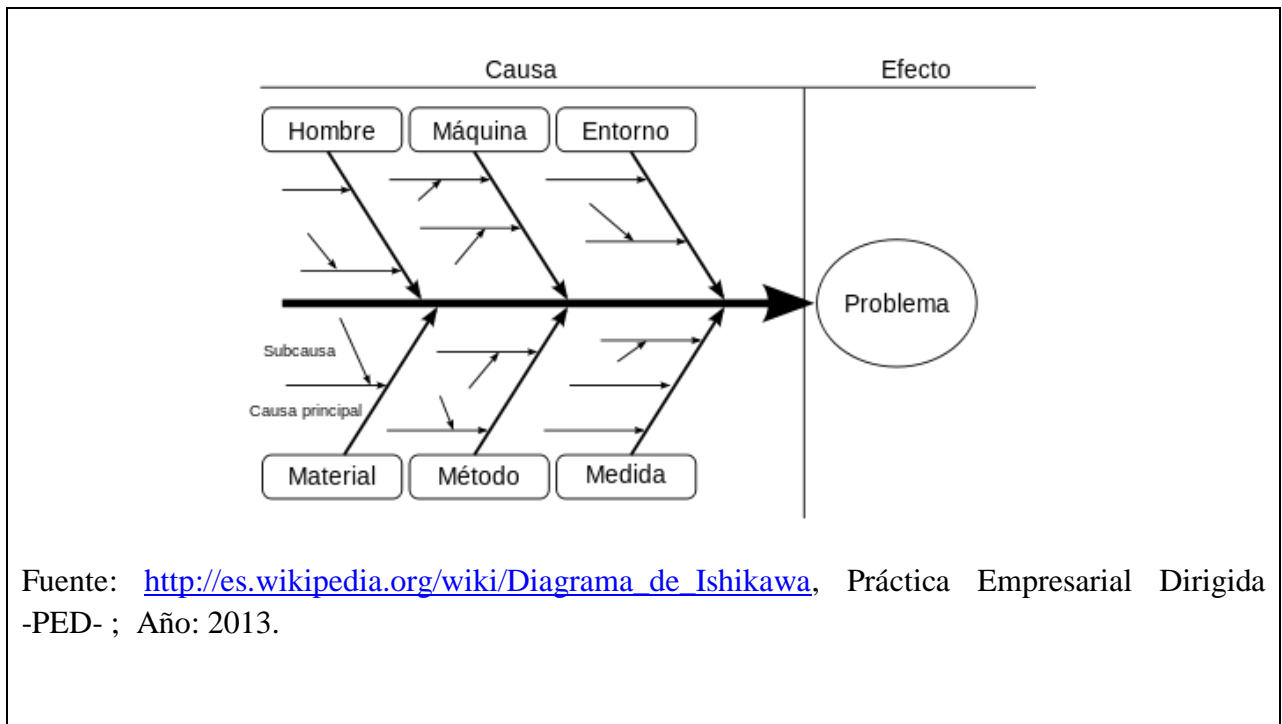 Causa Efecto
Hombre Máquina Entorno
Problema
Subcausa
Causa principal
Material Método Medida
Fuente: http://es.wikipedia.org/wiki/Diagrama_de_Ishikawa, Práctica Empresarial Dirigida
-PED- ; Año: 2013.